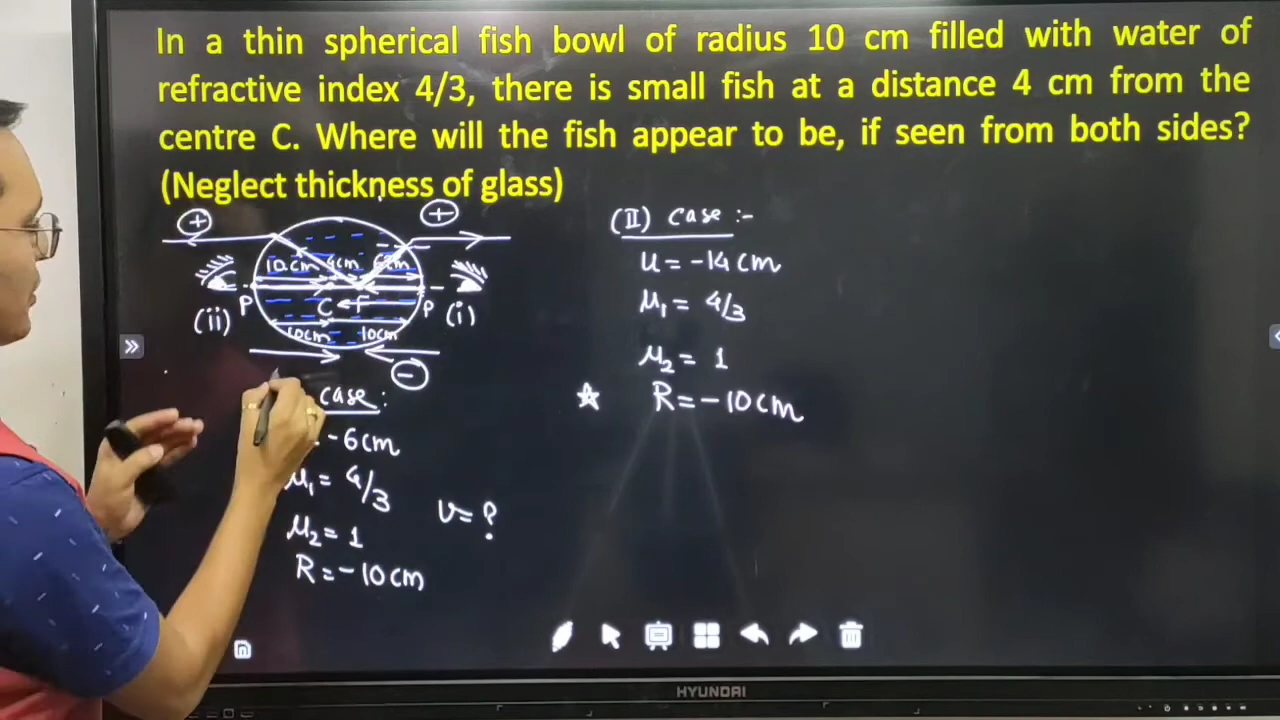 In a thin spherical fish bowl of radius 10 cm filled with water of
refractive index 4/3, there is small fish at a distance 4 cm from the
centre C. Where will the fish appear to be, if seen from both sides?
(Neglect thickness of glass)
+ +
10cm 4cm 6cm
P C F P
(ii) (i)
10cm 10cm
-
case:
-6cm
μ₁ = 4/3
v = ?
μ₂ = 1
R = -10cm
(II) case :-
u = -14 cm
μ₁ = 4/3
μ₂ = 1
☆ R = -10 cm
HYUNDAI